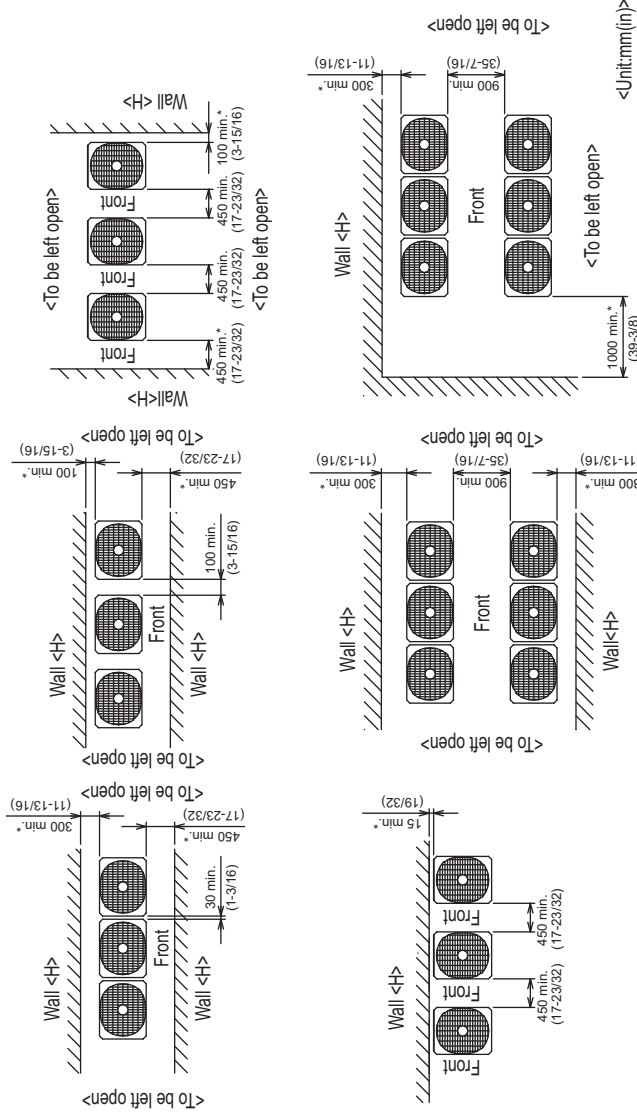 <To be left open>
Wall <H>
300 min.*
(11-13/16)
30 min.
(1-3/16)
Front
450 min.*
(17-23/32)
Wall <H>
<To be left open>
<To be left open>
Wall <H>
100 min.*
(3-15/16)
100 min.
(3-15/16)
Front
450 min.*
(17-23/32)
Wall <H>
<To be left open>
<To be left open>
Wall<H>
Front
Front
Front
Wall <H>
450 min.*
(17-23/32)
450 min.
(17-23/32)
450 min.
(17-23/32)
100 min.*
(3-15/16)
<To be left open>
Wall <H>
15 min.*
(19/32)
Front
Front
Front
450 min.
(17-23/32)
450 min.
(17-23/32)
<To be left open>
Wall <H>
300 min.*
(11-13/16)
Front
900 min.
(35-7/16)
300 min.*
(11-13/16)
Wall<H>
<To be left open>
Wall <H>
300 min.*
(11-13/16)
Front
900 min.
(35-7/16)
<To be left open>
1000 min.*
(39-3/8)
<To be left open>
<Unit:mm(in)>